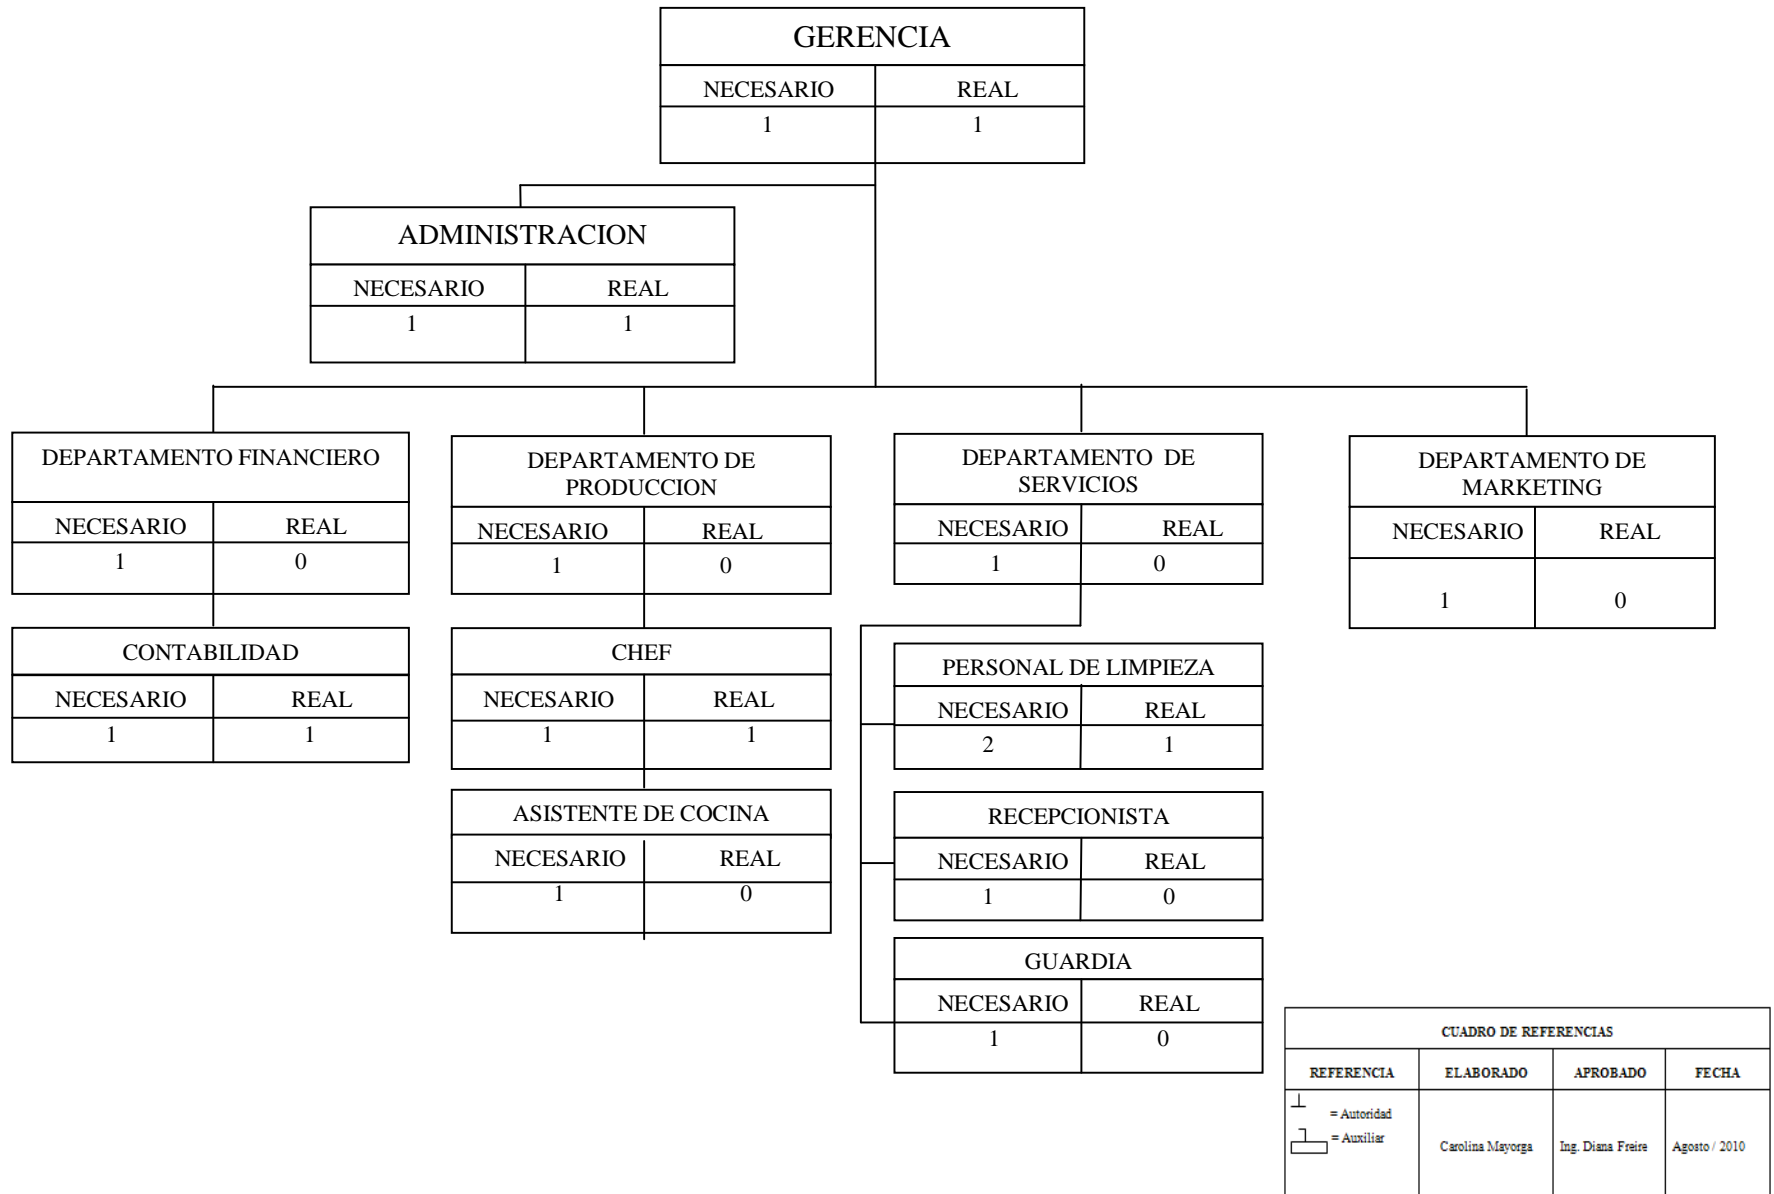 GERENCIA
NECESARIO REAL
1 1
ADMINISTRACION
NECESARIO REAL
1 1
DEPARTAMENTO FINANCIERO
NECESARIO REAL
1 0
CONTABILIDAD
NECESARIO REAL
1 1
DEPARTAMENTO DE
PRODUCCION
NECESARIO REAL
1 0
CHEF
NECESARIO REAL
1 1
ASISTENTE DE COCINA
NECESARIO REAL
1 0
DEPARTAMENTO DE
SERVICIOS
NECESARIO REAL
1 0
PERSONAL DE LIMPIEZA
NECESARIO REAL
2 1
RECEPCIONISTA
NECESARIO REAL
1 0
GUARDIA
NECESARIO REAL
1 0
DEPARTAMENTO DE
MARKETING
NECESARIO REAL
1 0
CUADRO DE REFERENCIAS
REFERENCIA ELABORADO APROBADO FECHA
= Autoridad
= Auxiliar
Carolina Mayorga Ing. Diana Freire Agosto / 2010